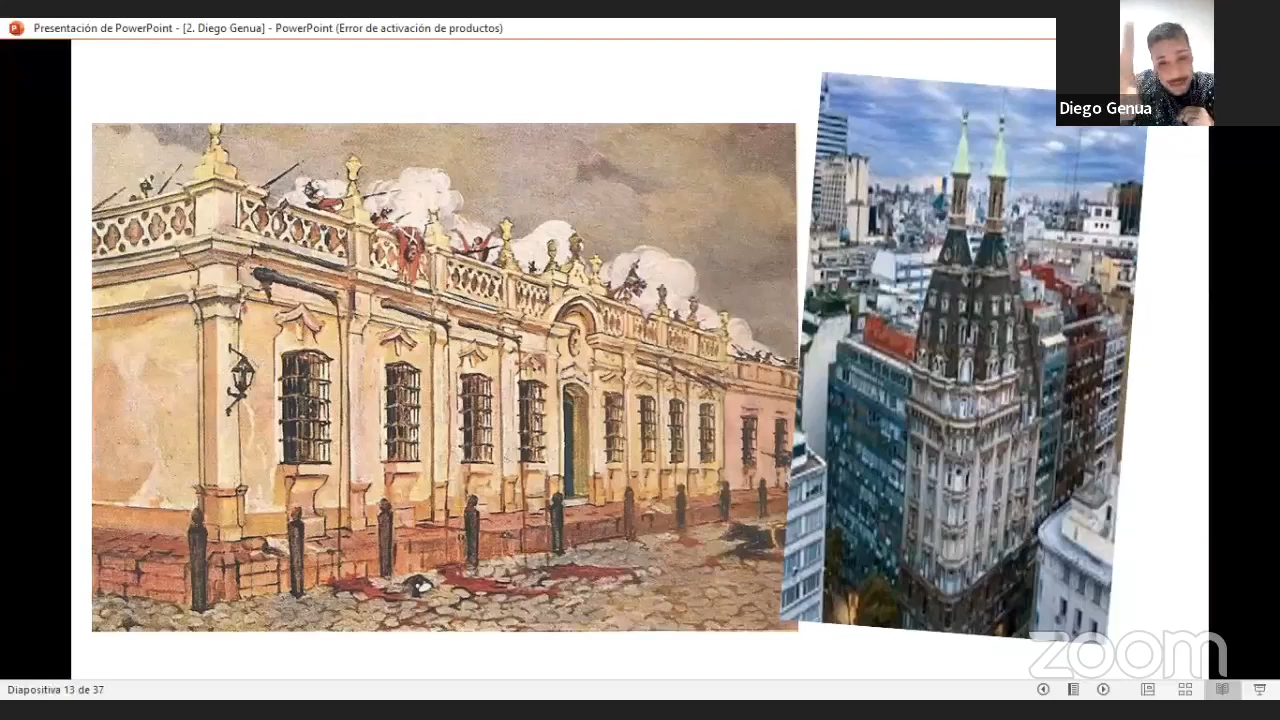 Presentación de PowerPoint - [2. Diego Genua] - PowerPoint (Error de activación de productos)
Diego Genua
zoom
Diapositiva 13 de 37